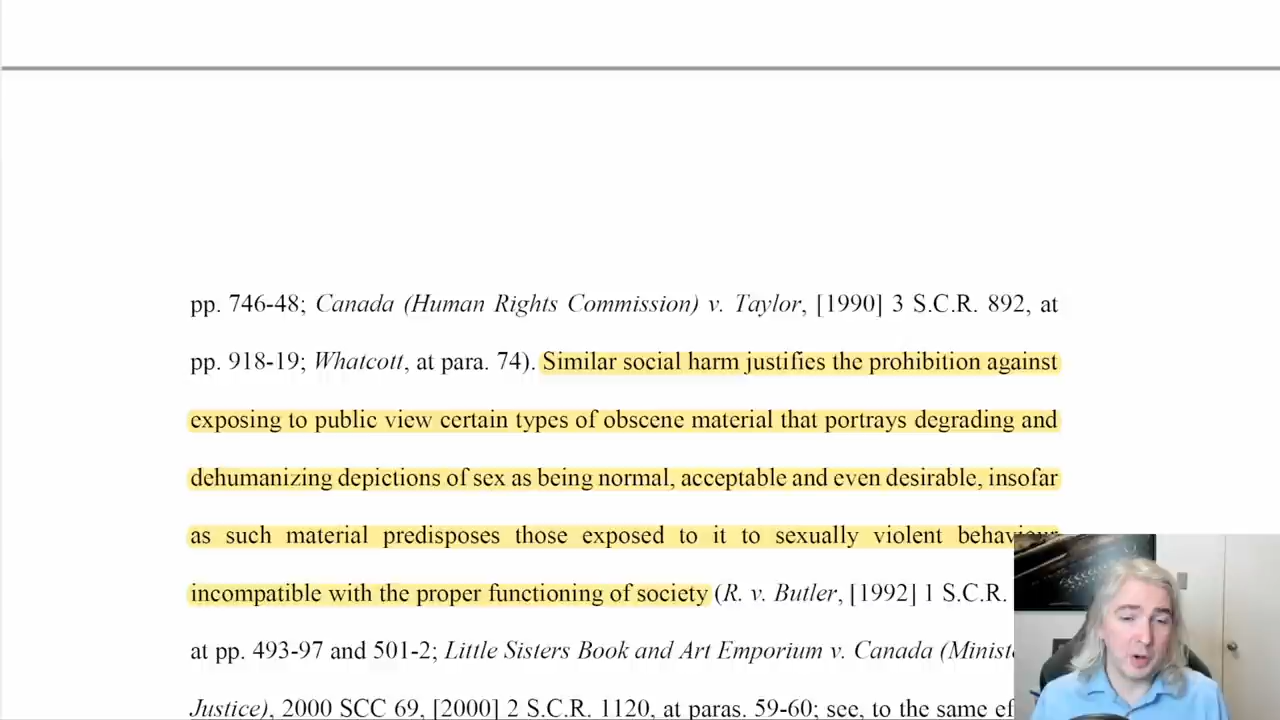 pp. 746-48; Canada (Human Rights Commission) v. Taylor, [1990] 3 S.C.R. 892, at
pp. 918-19; Whatcott, at para. 74). Similar social harm justifies the prohibition against
exposing to public view certain types of obscene material that portrays degrading and
dehumanizing depictions of sex as being normal, acceptable and even desirable, insofar
as such material predisposes those exposed to it to sexually violent behaviour
incompatible with the proper functioning of society (R. v. Butler, [1992] 1 S.C.R.
at pp. 493-97 and 501-2; Little Sisters Book and Art Emporium v. Canada
Justice), 2000 SCC 69, [2000] 2 S.C.R. 1120, at paras. 59-60; see, to the same